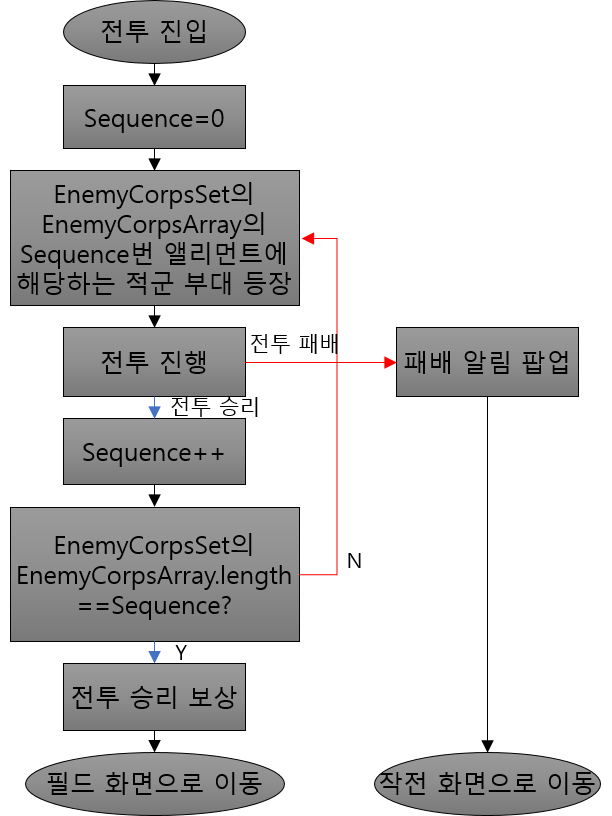 전투 진입
Sequence=0
EnemyCorpsSet의
EnemyCorpsArray의
Sequence번 앨리먼트에
해당하는 적군 부대 등장
전투 진행
전투 패배
패배 알림 팝업
전투 승리
Sequence++
EnemyCorpsSet의
EnemyCorpsArray.length
==Sequence?
N
Y
전투 승리 보상
필드 화면으로 이동
작전 화면으로 이동